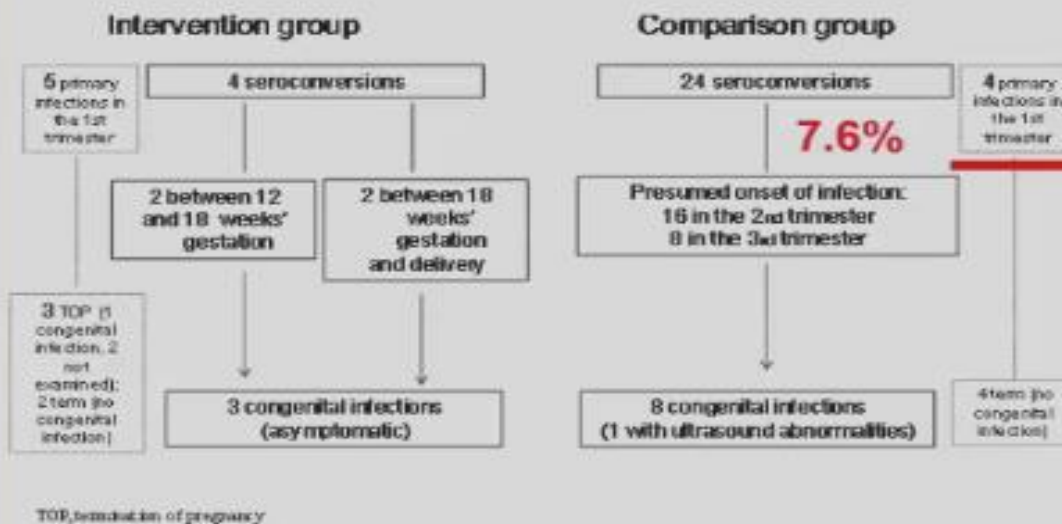 Intervention group
Comparison group
5 primary
infections in
the 1st
trimester
4 seroconversions
24 seroconversions
4 primary
infections in
the 1st
trimester
7.6%
2 between 12
and 18 weeks'
gestation
2 between 18
weeks'
gestation
and delivery
Presumed onset of infection:
16 in the 2nd trimester
8 in the 3rd trimester
3 TOP (1
congenital
infection, 2
not
examined);
2 term (no
congenital
infection)
3 congenital infections
(asymptomatic)
8 congenital infections
(1 with ultrasound abnormalities)
4 term (no
congenital
infection)
TOP, termination of pregnancy